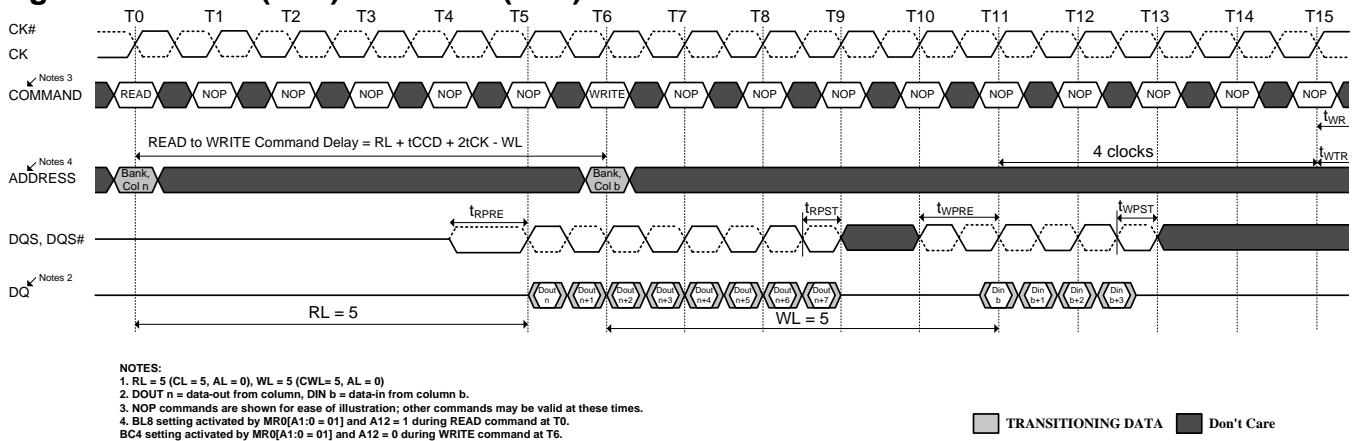 T0 T1 T2 T3 T4 T5 T6 T7 T8 T9 T10 T11 T12 T13 T14 T15
CK#
CK
Notes 3
COMMAND READ NOP NOP NOP NOP NOP WRITE NOP NOP NOP NOP NOP NOP NOP NOP NOP
tWR
READ to WRITE Command Delay = RL + tCCD + 2tCK - WL
4 clocks
tWTR
Notes 4
ADDRESS
Bank, Col n
Bank, Col b
tRPRE tRPST tWPRE tWPST
DQS, DQS#
Notes 2
DQ
Dout n
Dout n+1
Dout n+2
Dout n+3
Dout n+4
Dout n+5
Dout n+6
Dout n+7
Din b
Din b+1
Din b+2
Din b+3
RL = 5
WL = 5
NOTES:
1. RL = 5 (CL = 5, AL = 0), WL = 5 (CWL= 5, AL = 0)
2. DOUT n = data-out from column, DIN b = data-in from column b.
3. NOP commands are shown for ease of illustration; other commands may be valid at these times.
4. BL8 setting activated by MR0[A1:0 = 01] and A12 = 1 during READ command at T0.
BC4 setting activated by MR0[A1:0 = 01] and A12 = 0 during WRITE command at T6.
TRANSITIONING DATA
Don't Care